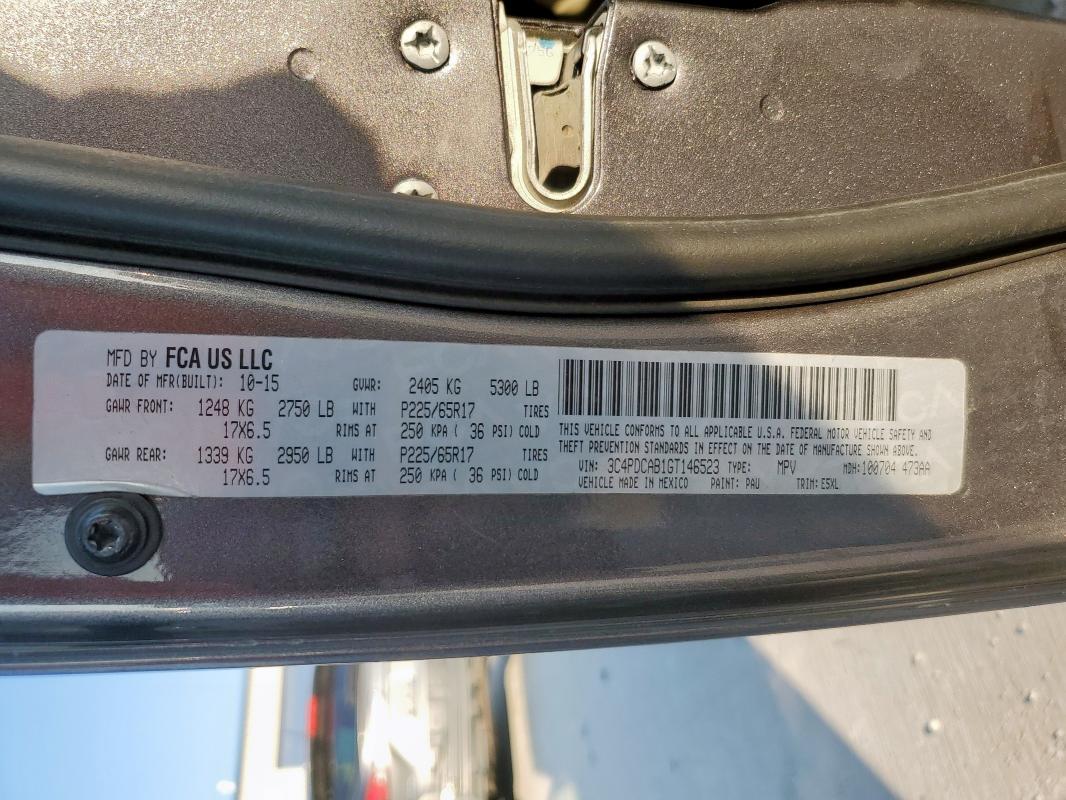 MFD BY FCA US LLC
DATE OF MFR(BUILT): 10-15 GVWR: 2405 KG 5300 LB
GAWR FRONT: 1248 KG 2750 LB WITH P225/65R17 TIRES
17X6.5 RIMS AT 250 KPA ( 36 PSI) COLD
GAWR REAR: 1339 KG 2950 LB WITH P225/65R17 TIRES
17X6.5 RIMS AT 250 KPA ( 36 PSI) COLD
THIS VEHICLE CONFORMS TO ALL APPLICABLE U.S.A. FEDERAL MOTOR VEHICLE SAFETY AND
THEFT PREVENTION STANDARDS IN EFFECT ON THE DATE OF MANUFACTURE SHOWN ABOVE.
VIN: 3C4PDCAB1GT146523 TYPE: MPV MDH: 100704 473AA
VEHICLE MADE IN MEXICO PAINT: PAU TRIM: E5XL